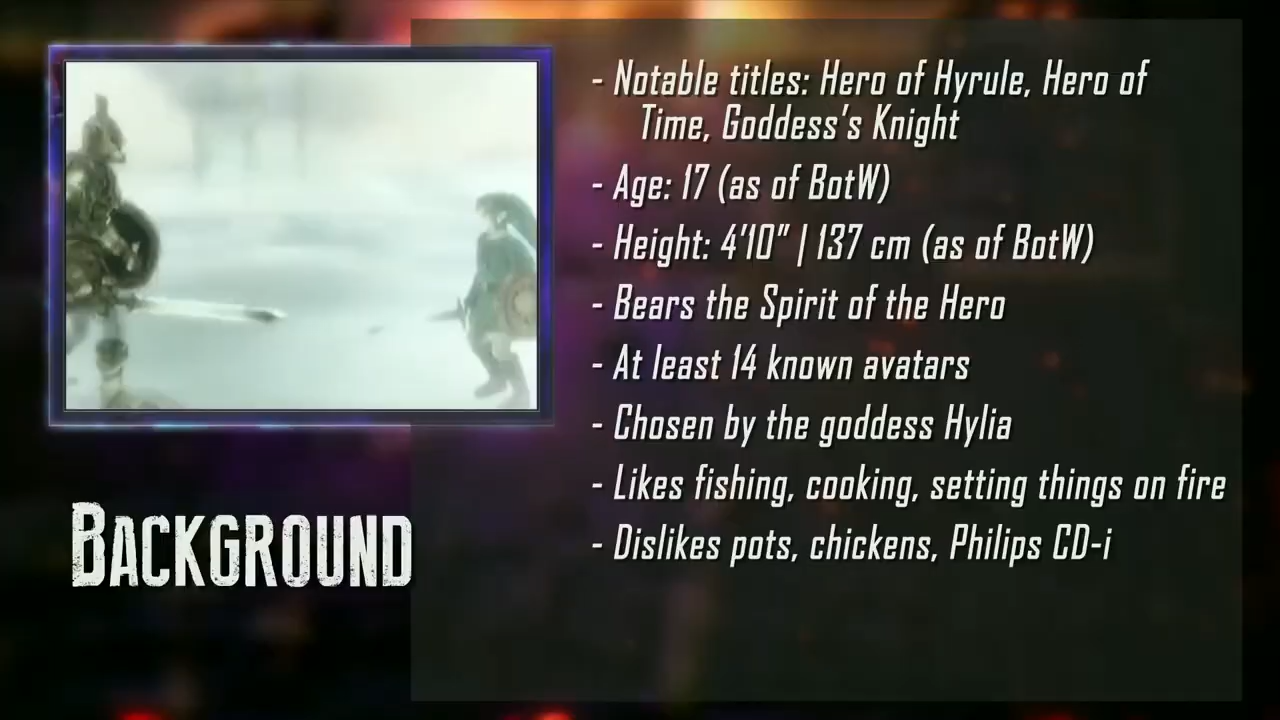 - Notable titles: Hero of Hyrule, Hero of
Time, Goddess's Knight
- Age: 17 (as of BotW)
- Height: 4'10" | 137 cm (as of BotW)
- Bears the Spirit of the Hero
- At least 14 known avatars
- Chosen by the goddess Hylia
- Likes fishing, cooking, setting things on fire
- Dislikes pots, chickens, Philips CD-i
BACKGROUND